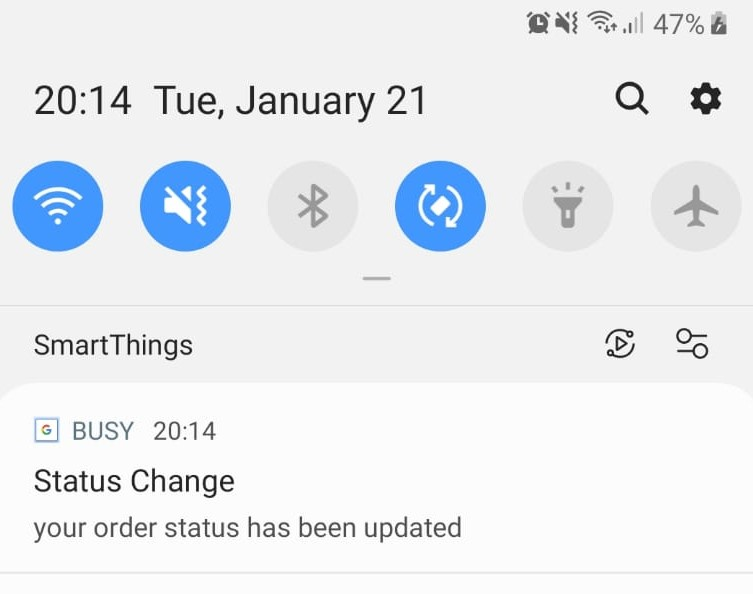 47%
20:14 Tue, January 21
SmartThings
G BUSY 20:14
Status Change
your order status has been updated